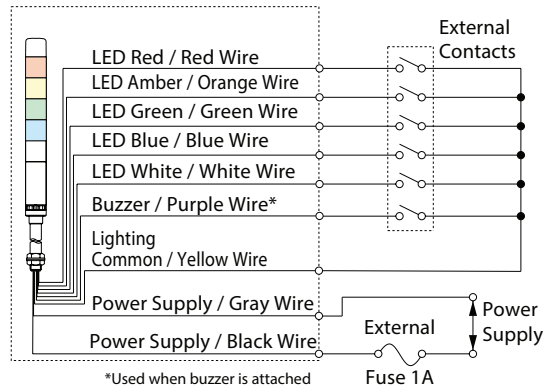 External
Contacts
LED Red / Red Wire
LED Amber / Orange Wire
LED Green / Green Wire
LED Blue / Blue Wire
LED White / White Wire
Buzzer / Purple Wire*
Lighting
Common / Yellow Wire
Power Supply / Gray Wire
Power
Supply
External
Power Supply / Black Wire
Fuse 1A
*Used when buzzer is attached